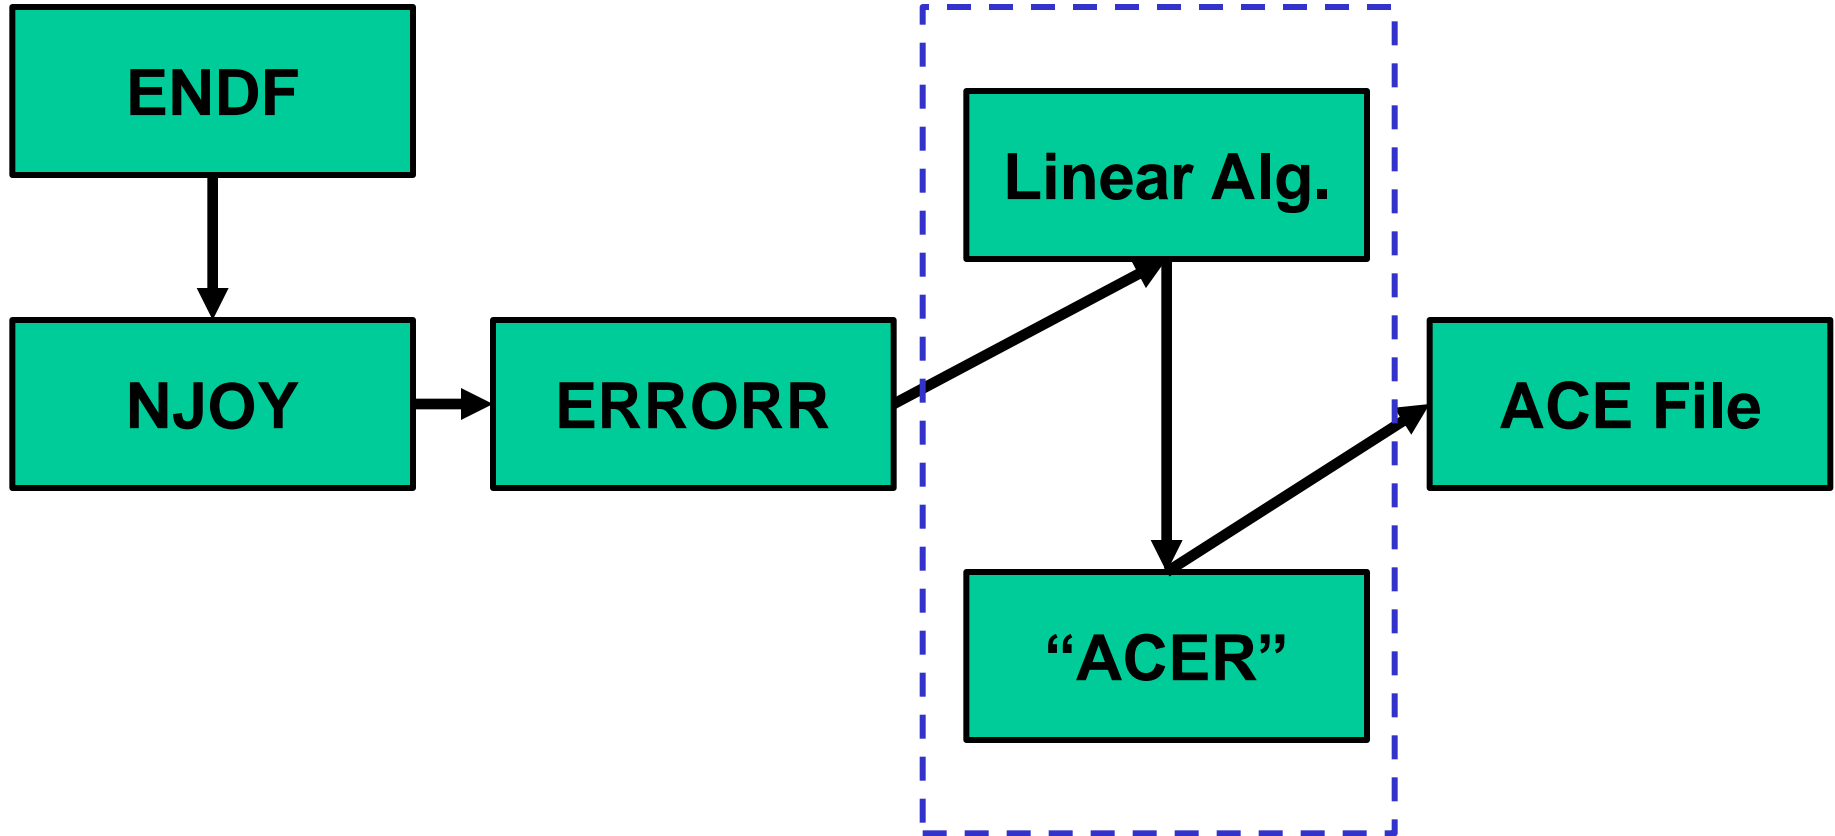 ENDF
NJOY
ERRORR
Linear Alg.
“ACER”
ACE File